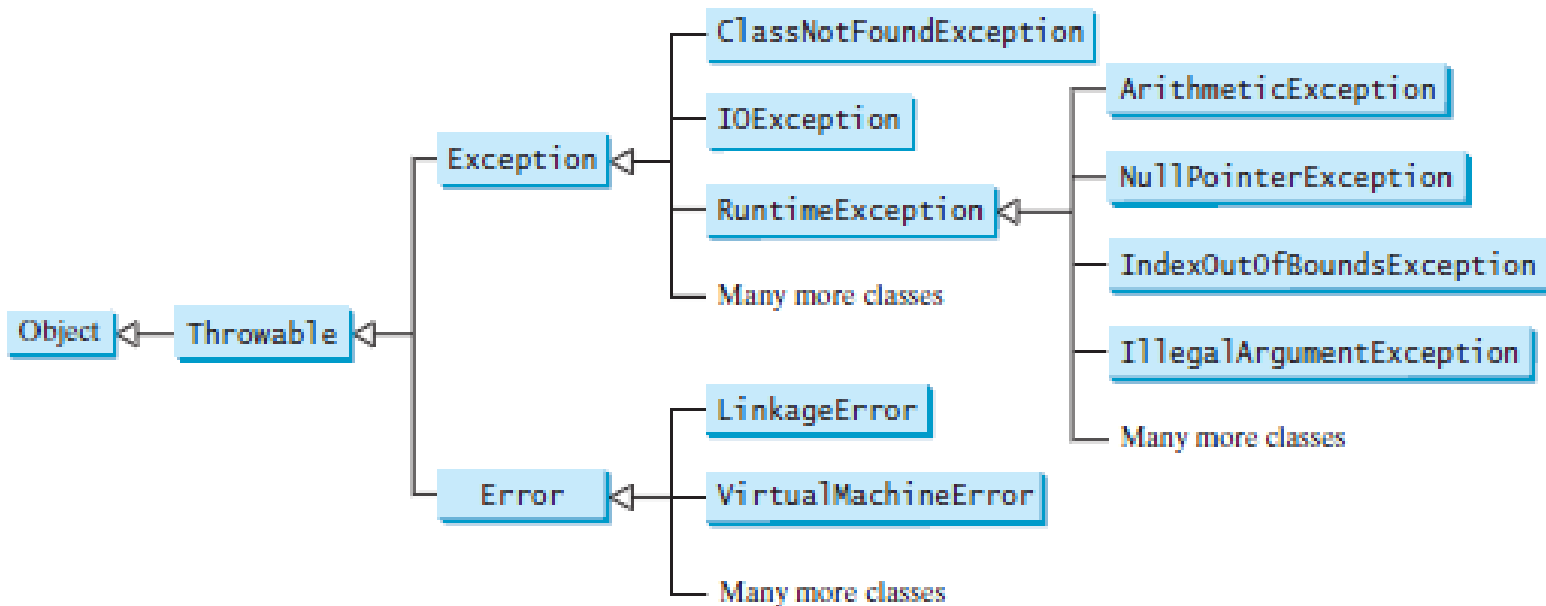 Object
Throwable
Exception
ClassNotFoundException
IOException
RuntimeException
ArithmeticException
NullPointerException
IndexOutOfBoundsException
IllegalArgumentException
Many more classes
Many more classes
Error
LinkageError
VirtualMachineError
Many more classes